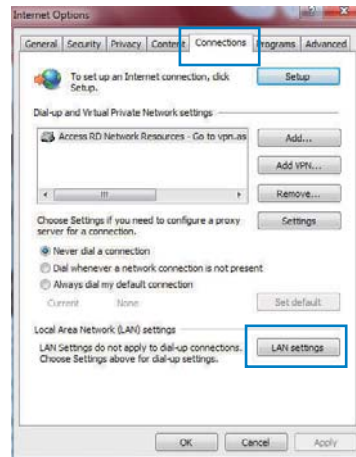 Internet Options
General Security Privacy Content Connections Programs Advanced
To set up an Internet connection, click
Setup.
Setup
Dial-up and Virtual Private Network settings
Access RD Network Resources - Go to vpn.as
Add...
Add VPN...
Remove...
Choose Settings if you need to configure a proxy
server for a connection.
Settings
Never dial a connection
Dial whenever a network connection is not present
Always dial my default connection
Current None
Set default
Local Area Network (LAN) settings
LAN Settings do not apply to dial-up connections.
Choose Settings above for dial-up settings.
LAN settings
OK Cancel Apply